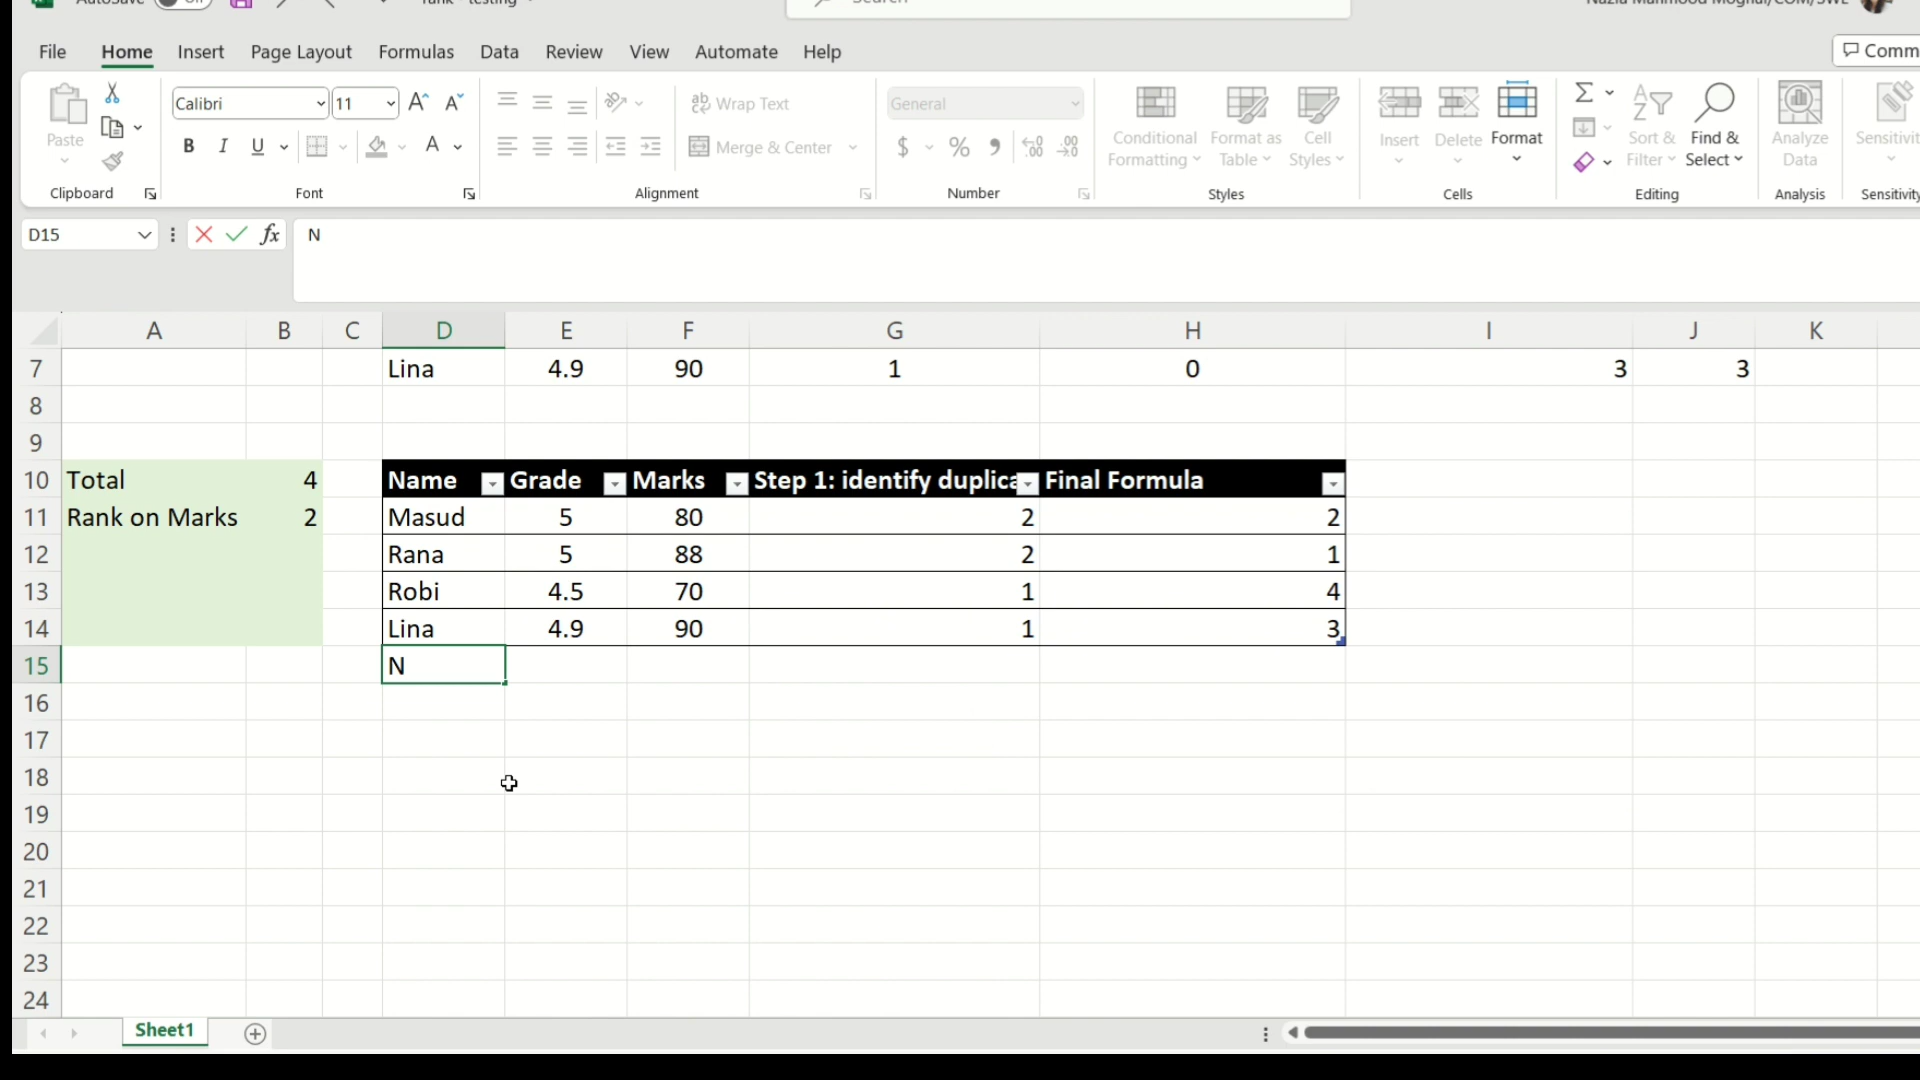 File Home Insert Page Layout Formulas Data Review View Automate Help Comm
Calibri 11 Wrap Text General
Paste Conditional Format as Cell Insert Delete Format Sort & Find & Analyze Sensitivit
B I U A Merge & Center $ % Formatting Table Styles Filter Select Data
Clipboard Font Alignment Number Styles Cells Editing Analysis Sensitivity
D15 fx N
A B C D E F G H I J K
7 Lina 4.9 90 1 0 3 3
8
9
10 Total 4 Name Grade Marks Step 1: identify duplica Final Formula
11 Rank on Marks 2 Masud 5 80 2 2
12 Rana 5 88 2 1
13 Robi 4.5 70 1 4
14 Lina 4.9 90 1 3
15 N
16
17
18
19
20
21
22
23
24
Sheet1